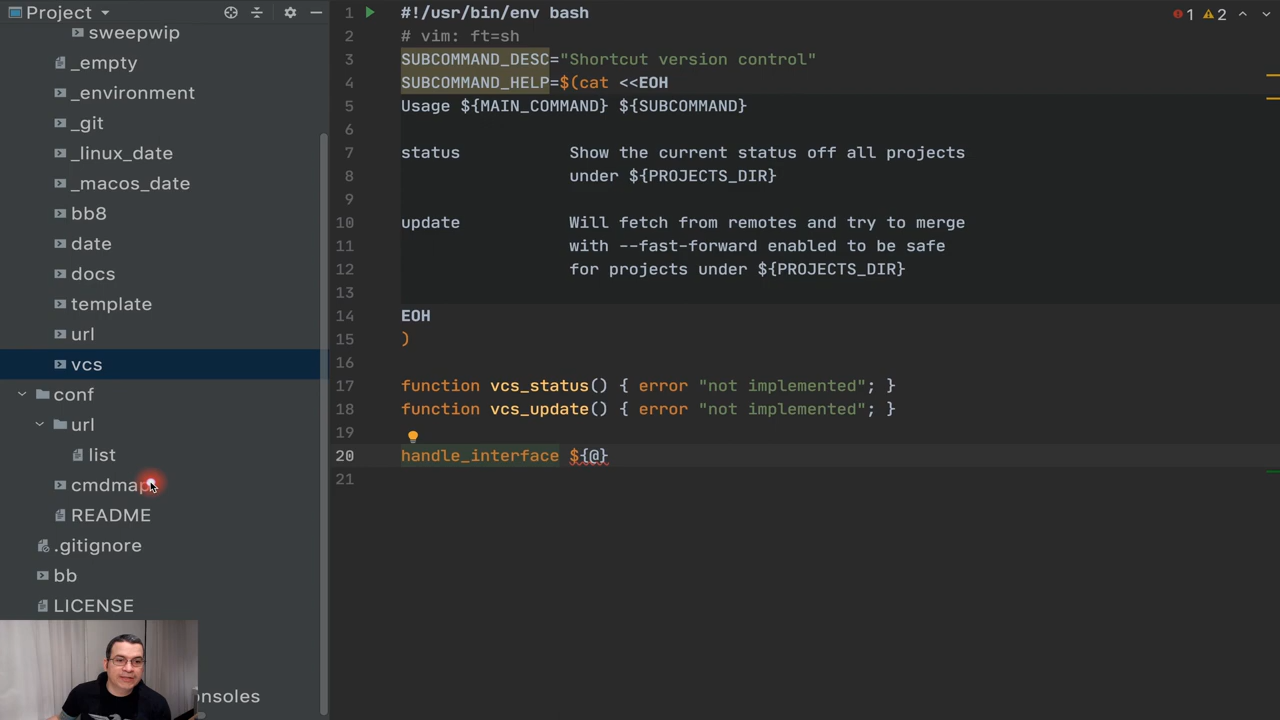 Project
sweepwip
_empty
_environment
_git
_linux_date
_macos_date
bb8
date
docs
template
url
vcs
conf
url
list
cmdmap
README
.gitignore
bb
LICENSE
onsoles
1 #!/usr/bin/env bash
2 # vim: ft=sh
3 SUBCOMMAND_DESC="Shortcut version control"
4 SUBCOMMAND_HELP=$(cat <<EOH
5 Usage ${MAIN_COMMAND} ${SUBCOMMAND}
6
7 status Show the current status off all projects
8 under ${PROJECTS_DIR}
9
10 update Will fetch from remotes and try to merge
11 with --fast-forward enabled to be safe
12 for projects under ${PROJECTS_DIR}
13
14 EOH
15 )
16
17 function vcs_status() { error "not implemented"; }
18 function vcs_update() { error "not implemented"; }
19
20 handle_interface ${@}
21
1 2